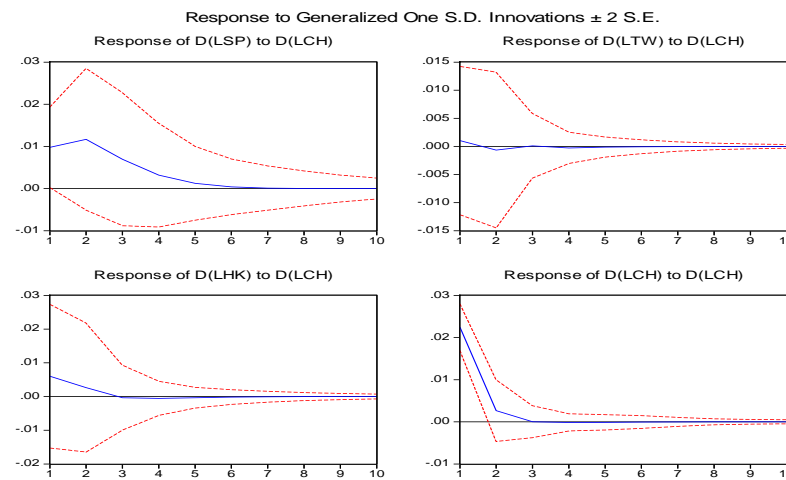 Response to Generalized One S.D. Innovations ± 2 S.E.
Response of D(LSP) to D(LCH)
.03
.02
.01
.00
-.01
1 2 3 4 5 6 7 8 9 10
Response of D(LTW) to D(LCH)
.015
.010
.005
.000
-.005
-.010
-.015
1 2 3 4 5 6 7 8 9 1
Response of D(LHK) to D(LCH)
.03
.02
.01
.00
-.01
-.02
1 2 3 4 5 6 7 8 9 10
Response of D(LCH) to D(LCH)
.03
.02
.01
.00
-.01
1 2 3 4 5 6 7 8 9 1